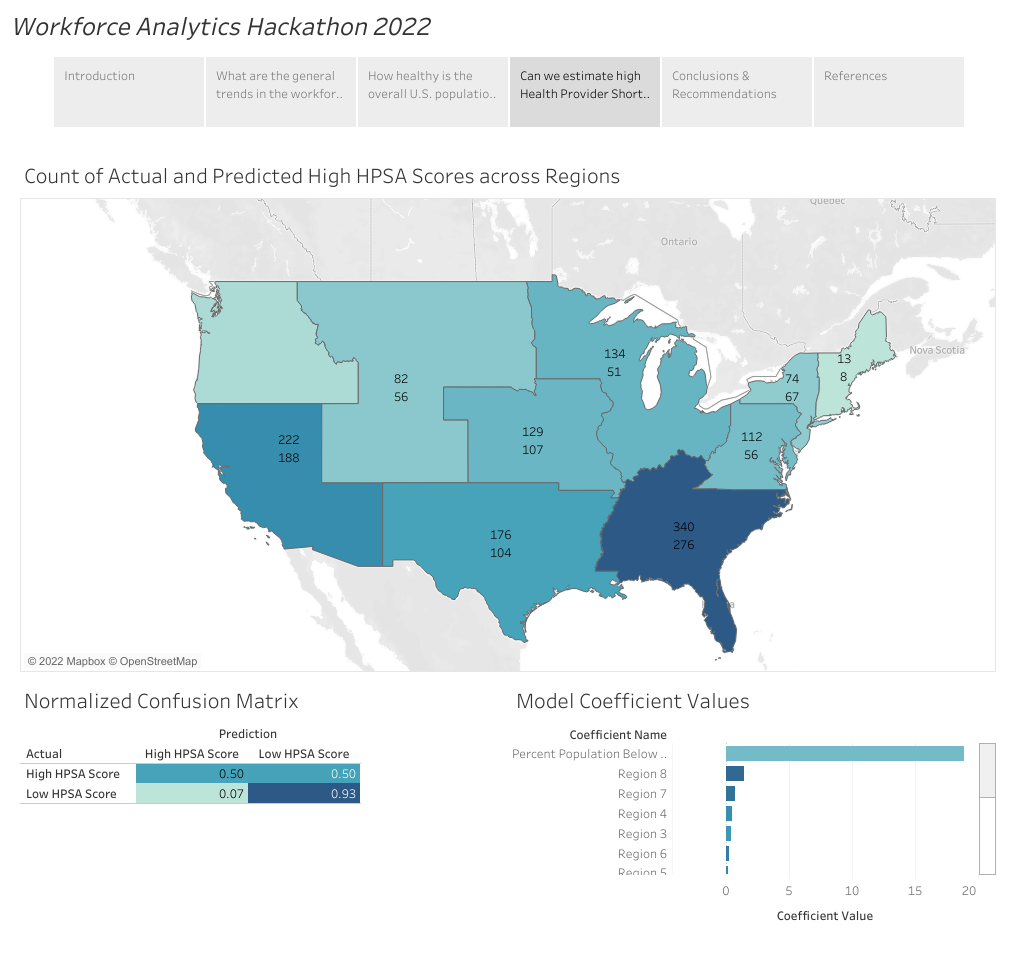 Workforce Analytics Hackathon 2022
Introduction
What are the general
trends in the workfor..
How healthy is the
overall U.S. populatio..
Can we estimate high
Health Provider Short..
Conclusions &
Recommendations
References
Count of Actual and Predicted High HPSA Scores across Regions
Quebec
Ontario
Nova Scotia
134
51
13
8
82
56
74
67
129
107
112
56
222
188
176
104
340
276
a
© 2022 Mapbox © OpenStreetMap
Normalized Confusion Matrix
Prediction
Actual High HPSA Score Low HPSA Score
High HPSA Score 0.50 0.50
Low HPSA Score 0.07 0.93
Model Coefficient Values
Coefficient Name
Percent Population Below ..
Region 8
Region 7
Region 4
Region 3
Region 6
Region 5
0 5 10 15 20
Coefficient Value